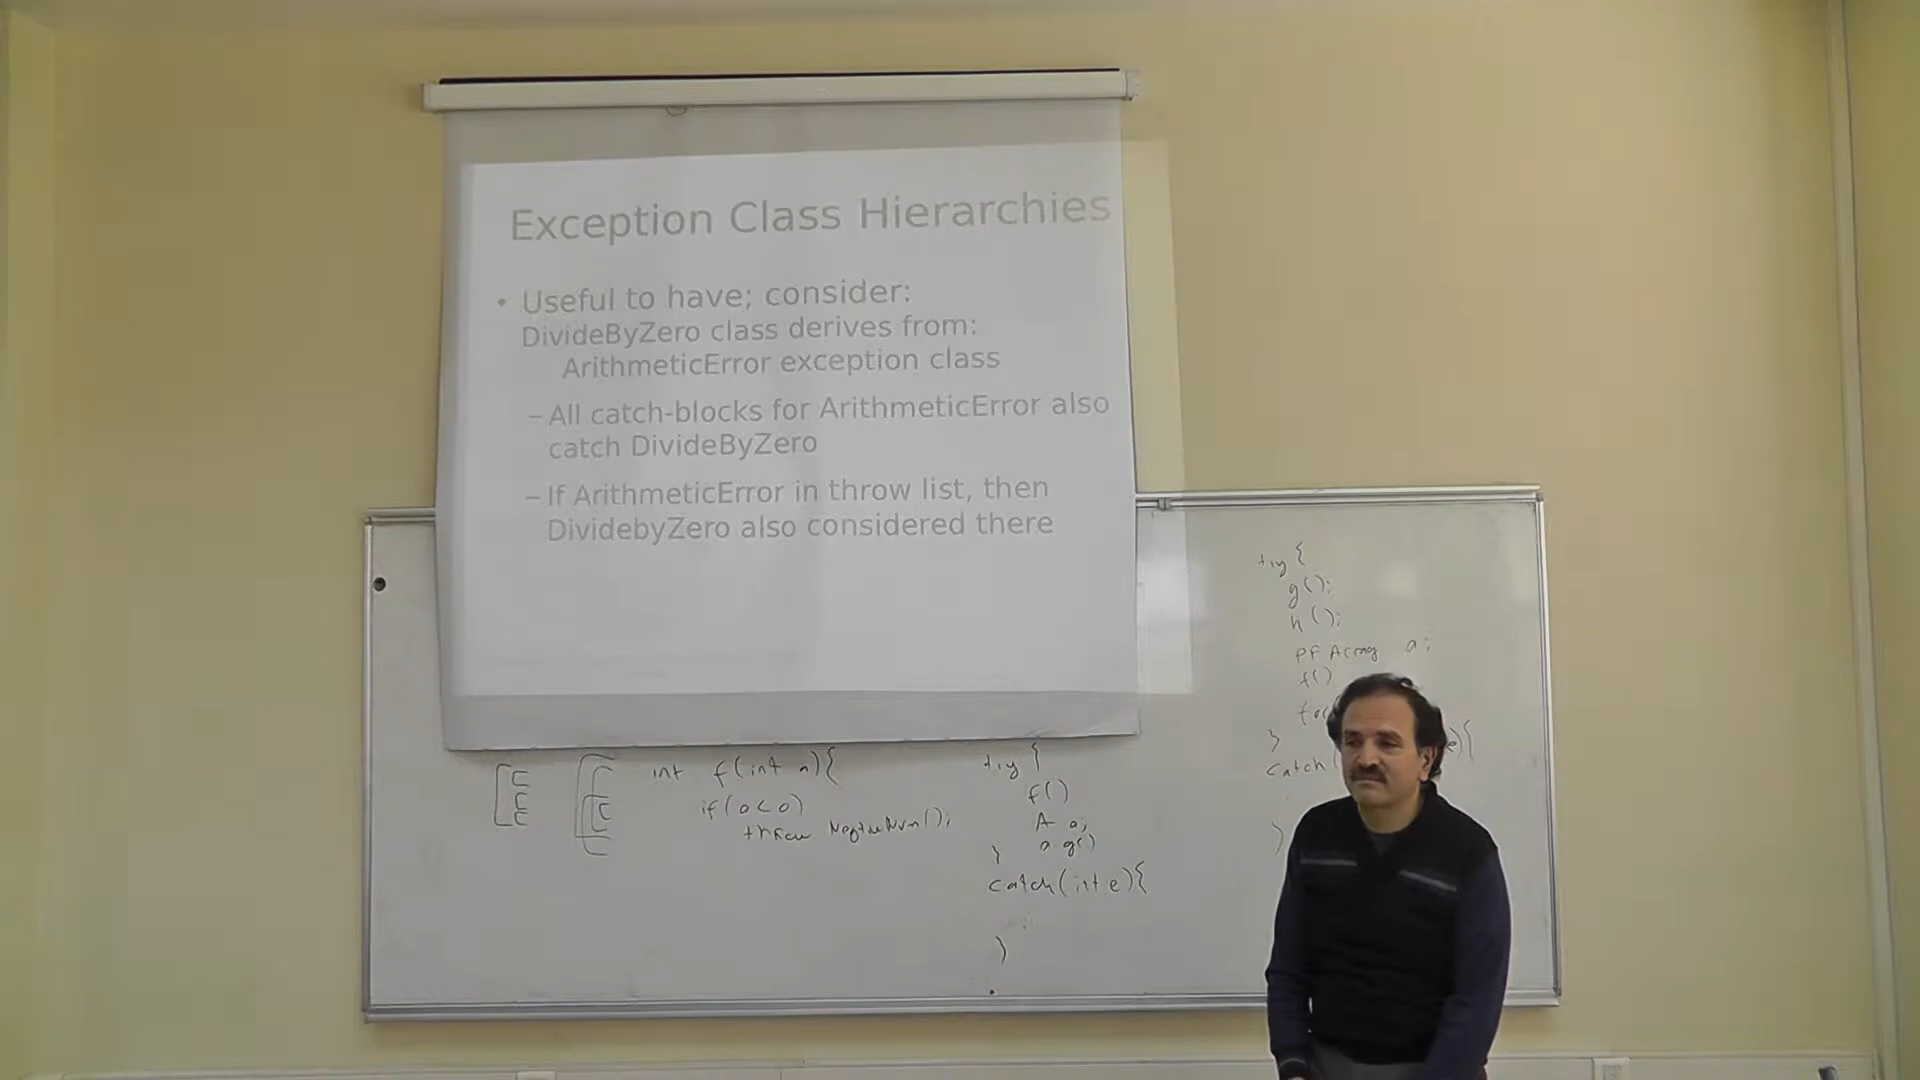 Exception Class Hierarchies
• Useful to have; consider:
DivideByZero class derives from:
ArithmeticError exception class
– All catch-blocks for ArithmeticError also
catch DivideByZero
– If ArithmeticError in throw list, then
DividebyZero also considered there
int f(int a){
if(a<0)
throw
try {
f()
A a;
a.g()
}
catch(int e){
}
try {
g();
h();
PFArray a;
f()
}
catch( e){
}